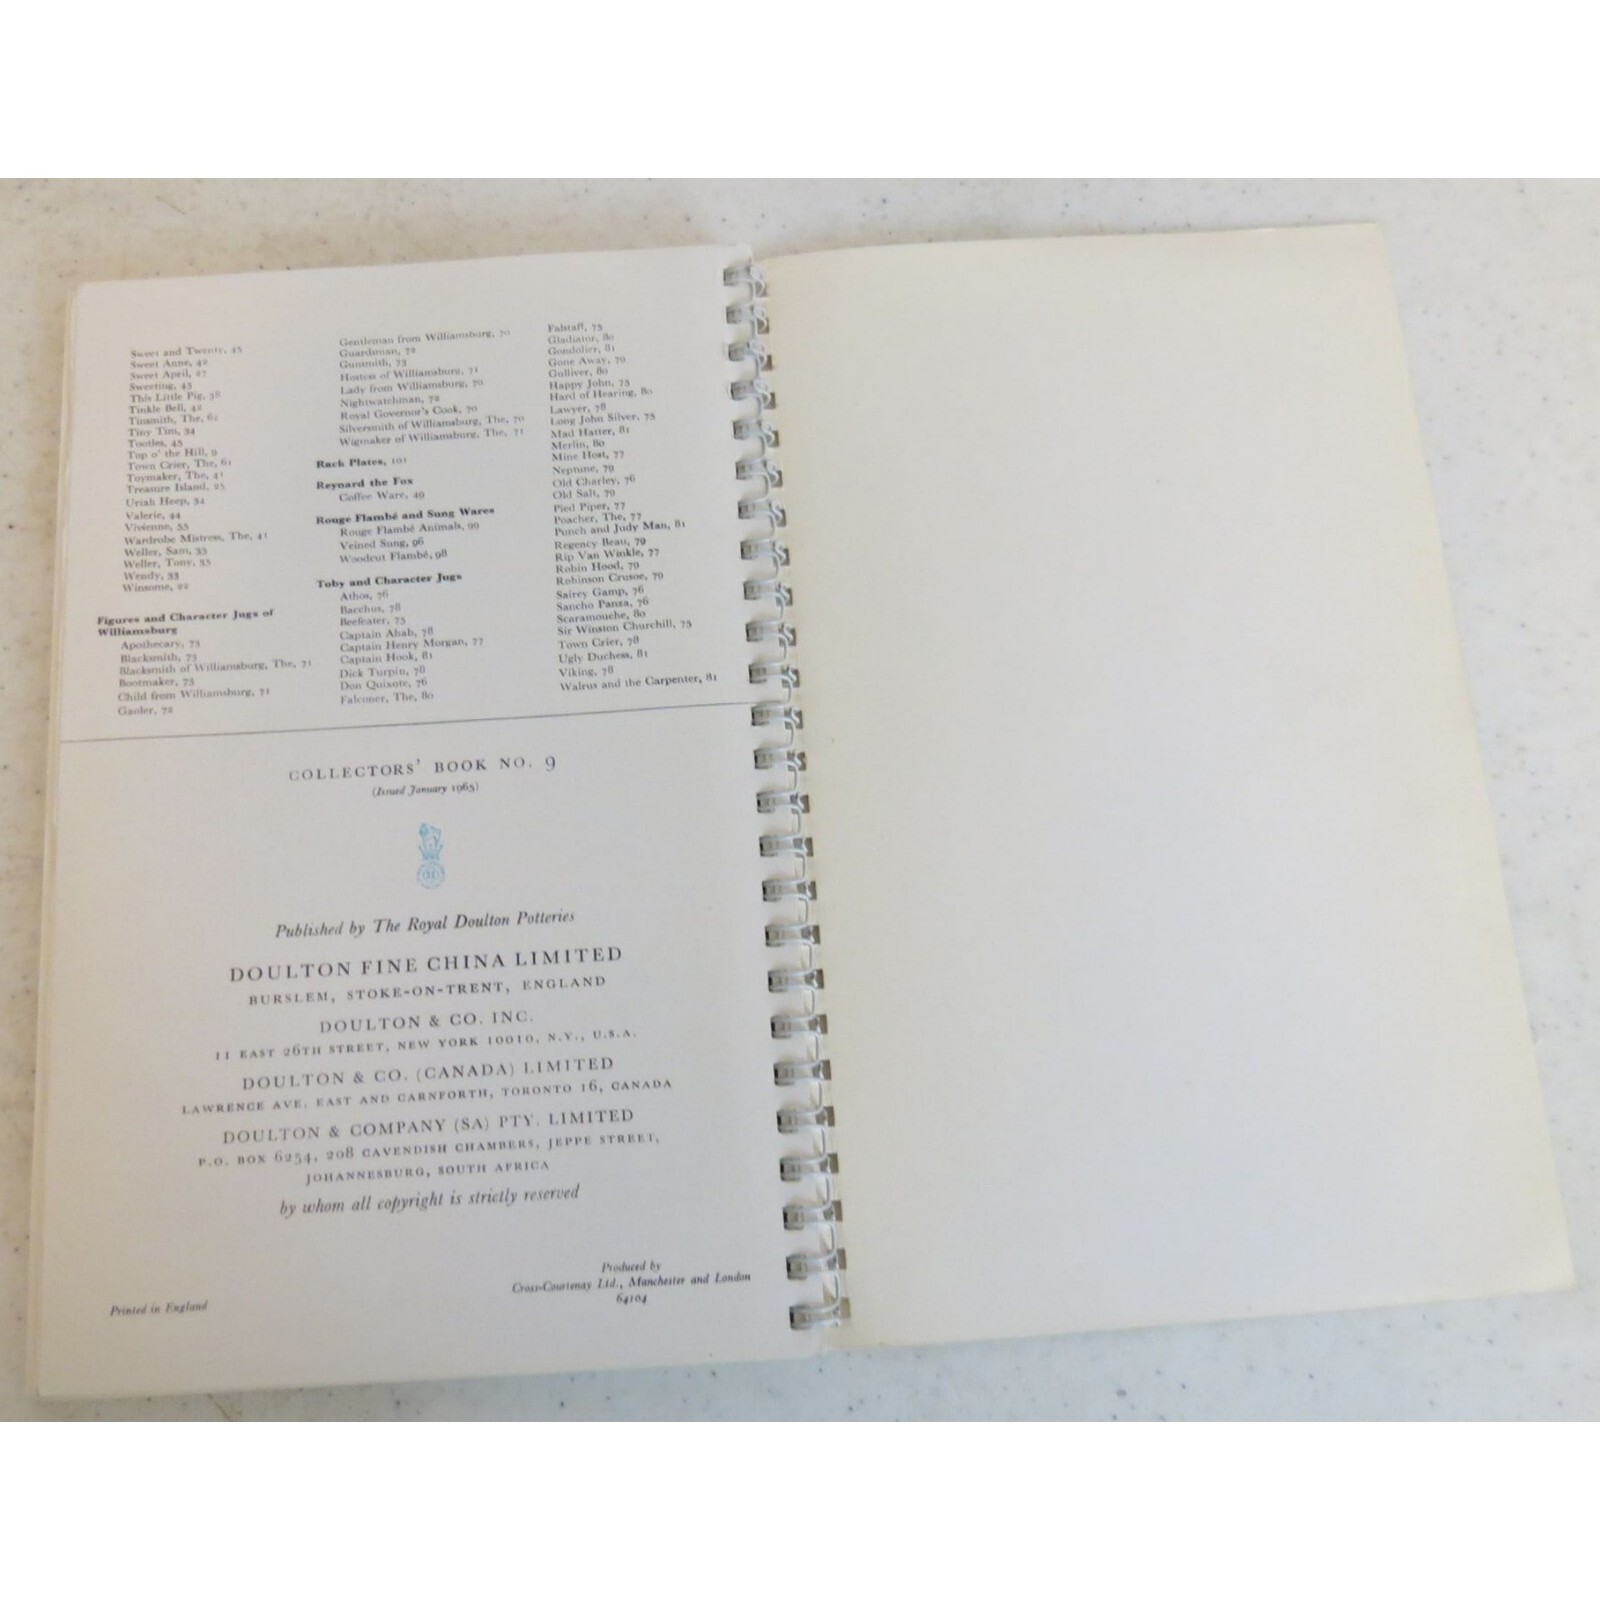 Sweet and Twenty, 45
Sweet Anne, 42
Sweet April, 27
Sweeting, 45
This Little Pig, 38
Tinkle Bell, 42
Tinsmith, The, 62
Tiny Tim, 34
Tootles, 45
Top o' the Hill, 9
Town Crier, The, 61
Toymaker, The, 41
Treasure Island, 25
Uriah Heep, 34
Valerie, 44
Vivienne, 35
Wardrobe Mistress, The, 41
Weller, Sam, 33
Weller, Tony, 35
Wendy, 33
Winsome, 22
Figures and Character Jugs of
Williamsburg
Apothecary, 73
Blacksmith, 73
Blacksmith of Williamsburg, The, 71
Bootmaker, 73
Child from Williamsburg, 71
Gaoler, 72
Gentleman from Williamsburg, 70
Guardsman, 72
Gunsmith, 73
Hostess of Williamsburg, 71
Lady from Williamsburg, 70
Nightwatchman, 72
Royal Governor's Cook, 70
Silversmith of Williamsburg, The, 70
Wigmaker of Williamsburg, The, 71
Rack Plates, 101
Reynard the Fox
Coffee Ware, 49
Rouge Flambé and Sung Wares
Rouge Flambé Animals, 99
Veined Sung, 96
Woodcut Flambé, 98
Toby and Character Jugs
Athos, 76
Bacchus, 78
Beefeater, 75
Captain Ahab, 78
Captain Henry Morgan, 77
Captain Hook, 81
Dick Turpin, 78
Don Quixote, 76
Falconer, The, 80
Falstaff, 75
Gladiator, 80
Gondolier, 81
Gone Away, 79
Gulliver, 80
Happy John, 75
Hard of Hearing, 80
Lawyer, 78
Long John Silver, 75
Mad Hatter, 81
Merlin, 80
Mine Host, 77
Neptune, 79
Old Charley, 76
Old Salt, 79
Pied Piper, 77
Poacher, The, 77
Punch and Judy Man, 81
Regency Beau, 79
Rip Van Winkle, 77
Robin Hood, 79
Robinson Crusoe, 79
Sairey Gamp, 76
Sancho Panza, 76
Scaramouche, 80
Sir Winston Churchill, 75
Town Crier, 78
Ugly Duchess, 81
Viking, 78
Walrus and the Carpenter, 81
COLLECTORS' BOOK NO. 9
(Issued January 1965)
Published by The Royal Doulton Potteries
DOULTON FINE CHINA LIMITED
BURSLEM, STOKE-ON-TRENT, ENGLAND
DOULTON & CO. INC.
11 EAST 26TH STREET, NEW YORK 10010, N.Y., U.S.A.
DOULTON & CO. (CANADA) LIMITED
LAWRENCE AVE. EAST AND CARNFORTH, TORONTO 16, CANADA
DOULTON & COMPANY (SA) PTY. LIMITED
P.O. BOX 6254, 208 CAVENDISH CHAMBERS, JEPPE STREET,
JOHANNESBURG, SOUTH AFRICA
by whom all copyright is strictly reserved
Produced by
Cross-Courtenay Ltd., Manchester and London
64104
Printed in England